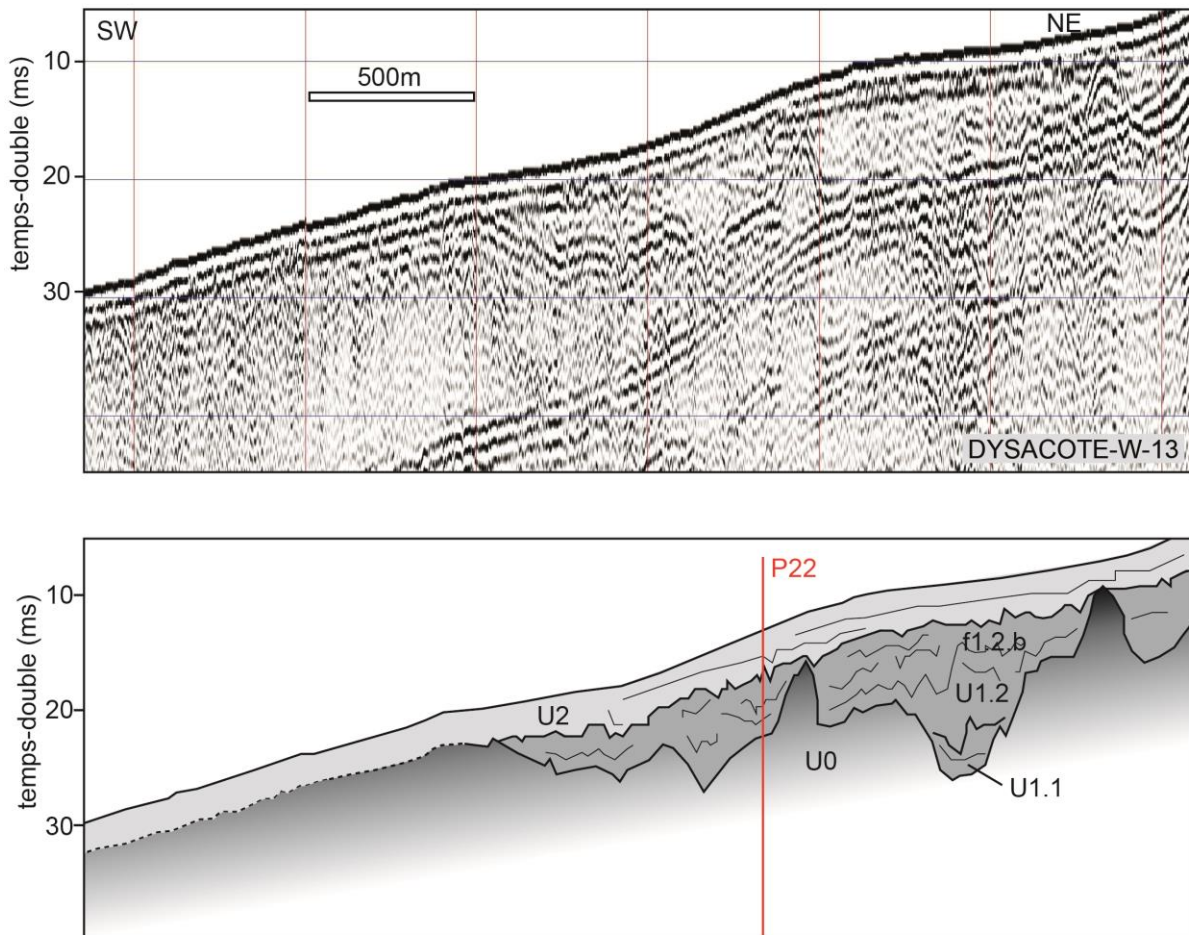 SW
NE
500m
temps-double (ms)
10
20
30
DYSACOTE-W-13
P22
temps-double (ms)
10
20
30
f1.2.b
U1.2
U2
U0
U1.1